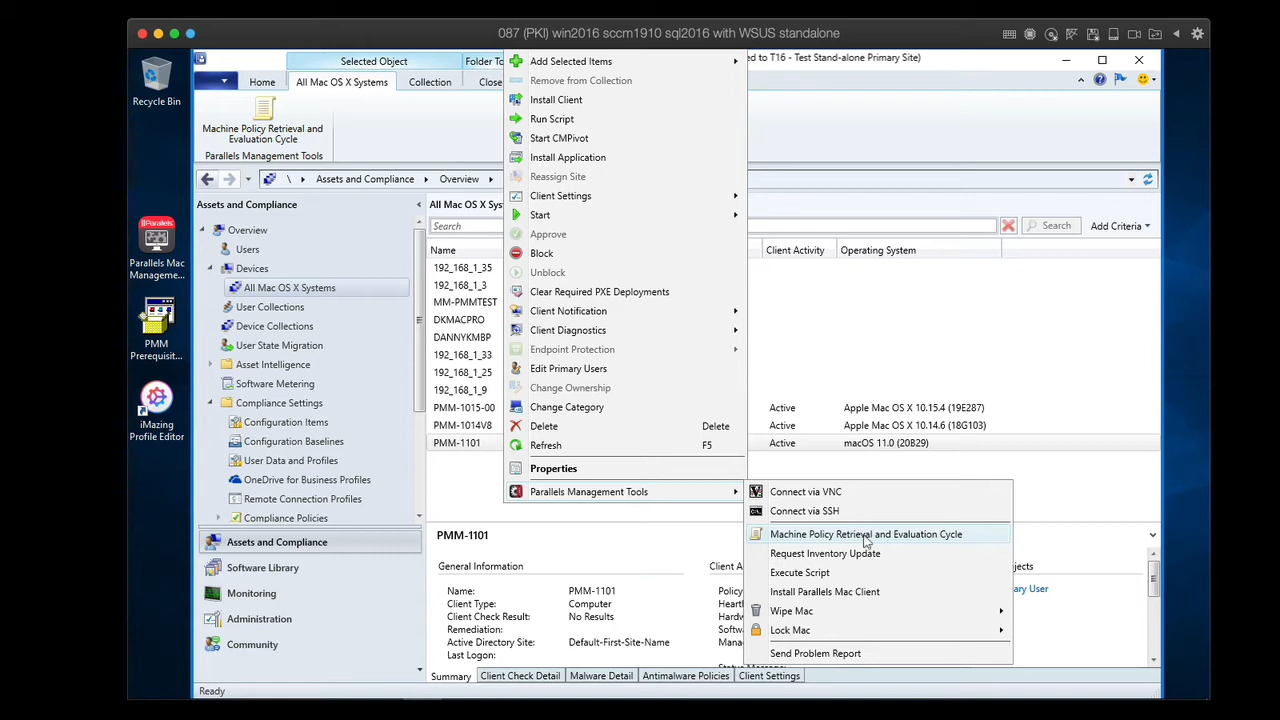 087 (PKI) win2016 sccm1910 sql2016 with WSUS standalone
Recycle Bin
Parallels
Parallels Mac
Manageme...
PMM
Prerequisit...
iMazing
Profile Editor
Selected Object
Folder To
ed to T16 - Test Stand-alone Primary Site)
Home
All Mac OS X Systems
Collection
Close
Machine Policy Retrieval and
Evaluation Cycle
Parallels Management Tools
\ Assets and Compliance Overview
Assets and Compliance
Overview
Users
Devices
All Mac OS X Systems
User Collections
Device Collections
User State Migration
Asset Intelligence
Software Metering
Compliance Settings
Configuration Items
Configuration Baselines
User Data and Profiles
OneDrive for Business Profiles
Remote Connection Profiles
Compliance Policies
Assets and Compliance
Software Library
Monitoring
Administration
Community
Ready
All Mac OS X Sys
Search
Search
Add Criteria
Name
Client Activity
Operating System
192_168_1_35
192_168_1_3
MM-PMMTEST
DKMACPRO
DANNYKMBP
192_168_1_33
192_168_1_25
192_168_1_9
PMM-1015-00
Active
Apple Mac OS X 10.15.4 (19E287)
PMM-1014V8
Active
Apple Mac OS X 10.14.6 (18G103)
PMM-1101
Active
macOS 11.0 (20B29)
Add Selected Items
Remove from Collection
Install Client
Run Script
Start CMPivot
Install Application
Reassign Site
Client Settings
Start
Approve
Block
Unblock
Clear Required PXE Deployments
Client Notification
Client Diagnostics
Endpoint Protection
Edit Primary Users
Change Ownership
Change Category
Delete Delete
Refresh F5
Properties
Parallels Management Tools
Connect via VNC
Connect via SSH
Machine Policy Retrieval and Evaluation Cycle
Request Inventory Update
Execute Script
Install Parallels Mac Client
Wipe Mac
Lock Mac
Send Problem Report
PMM-1101
General Information
Name: PMM-1101
Client Type: Computer
Client Check Result: No Results
Remediation:
Active Directory Site: Default-First-Site-Name
Last Logon:
Client A
Policy
Heart
Hardw
Softw
Mana
jects
ary User
Summary
Client Check Detail
Malware Detail
Antimalware Policies
Client Settings